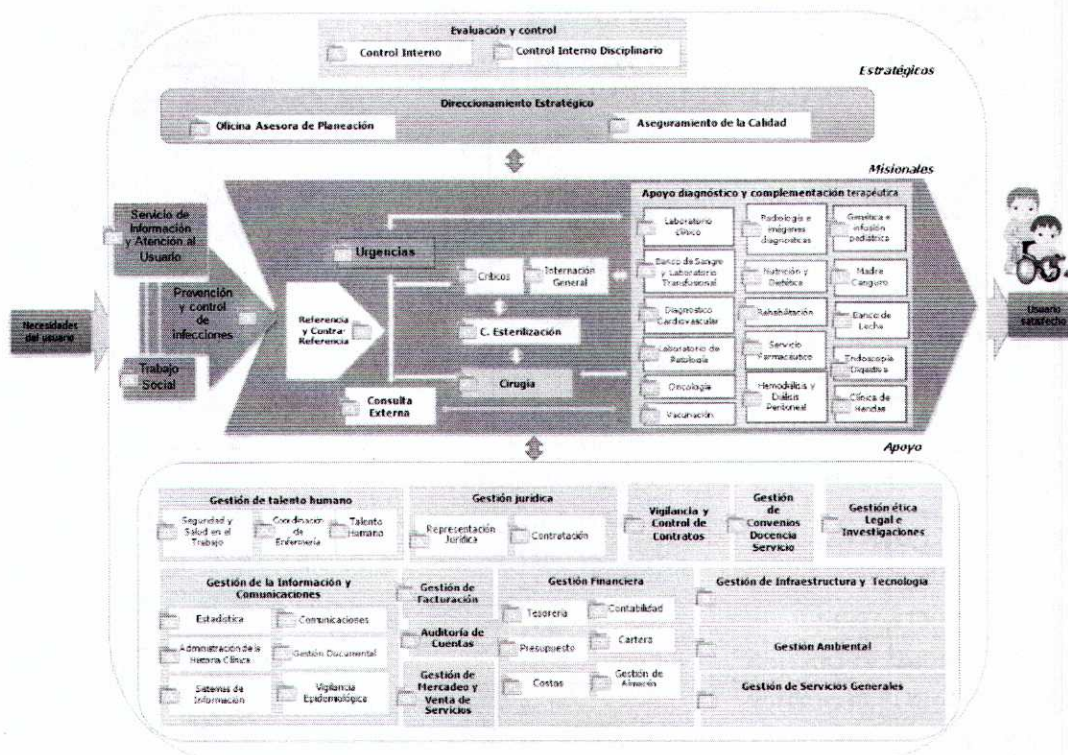 Evaluación y control
Control Interno
Control Interno Disciplinario
Estratégicos
Direccionamiento Estratégico
Oficina Asesora de Planeación
Aseguramiento de la Calidad
Misionales
Servicio de
Información
y Atención al
Usuario
Prevención
y control
de
infecciones
Trabajo
Social
Necesidades
del usuario
Referencia
y Contra-
Referencia
Urgencias
Críticos
Internación
General
C. Esterilización
Cirugía
Consulta
Externa
Apoyo diagnóstico y complementación terapéutica
Laboratorio
clínico
Radiología e
imágenes
diagnosticas
Genética e
infusión
pediátrica
Banco de Sangre
y Laboratorio
Transfusional
Nutrición y
Dietética
Madre
Canguro
Diagnostico
Cardiovascular
Rehabilitación
Banco de
Leche
Laboratorio de
Patología
Servicio
Farmacéutico
Endoscopia
Digestiva
Oncología
Hemodiálisis y
Diálisis
Peritoneal
Clínica de
Heridas
Vacunación
Usuario
satisfecho
Apoyo
Gestión de talento humano
Seguridad y
Salud en el
Trabajo
Coordinación
de
Enfermería
Talento
Humano
Gestión jurídica
Representación
Jurídica
Contratación
Vigilancia y
Control de
Contratos
Gestión
de
Convenios
Docencia
Servicio
Gestión ética
Legal e
Investigaciones
Gestión de la Información y
Comunicaciones
Estadística
Comunicaciones
Administración de la
Historia Clínica
Gestión Documental
Sistemas de
Información
Vigilancia
Epidemiológica
Gestión de
Facturación
Auditoría de
Cuentas
Gestión de
Mercadeo y
Venta de
Servicios
Gestión Financiera
Tesorería
Contabilidad
Presupuesto
Cartera
Costos
Gestión de
Almacén
Gestión de Infraestructura y Tecnología
Gestión Ambiental
Gestión de Servicios Generales